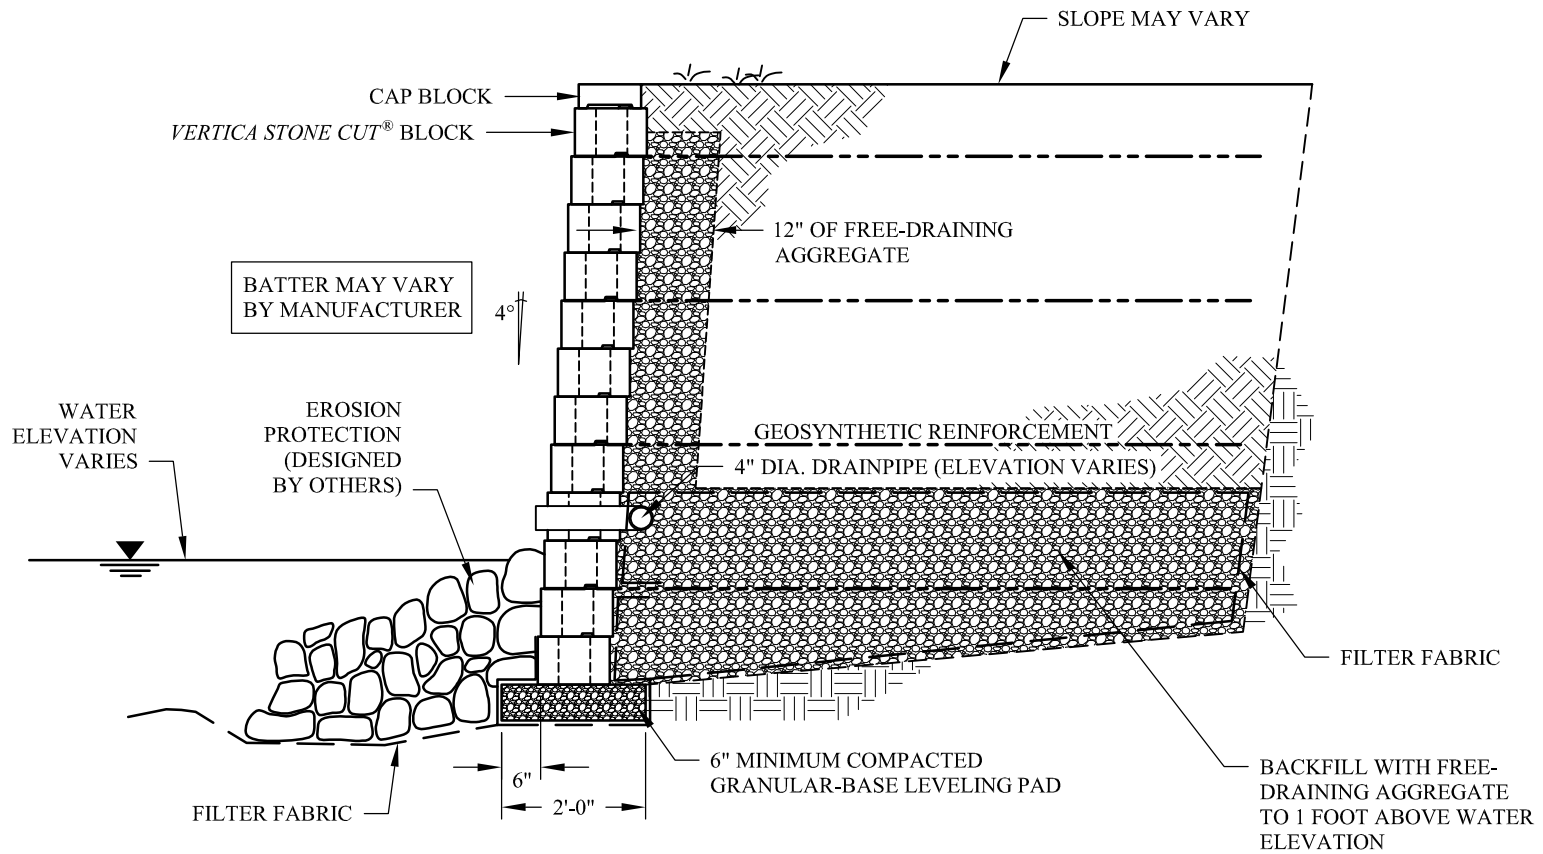 SLOPE MAY VARY
CAP BLOCK
VERTICA STONE CUT® BLOCK
12" OF FREE-DRAINING
AGGREGATE
BATTER MAY VARY
BY MANUFACTURER
4°
WATER
ELEVATION
VARIES
EROSION
PROTECTION
(DESIGNED
BY OTHERS)
GEOSYNTHETIC REINFORCEMENT
4" DIA. DRAINPIPE (ELEVATION VARIES)
FILTER FABRIC
6" MINIMUM COMPACTED
GRANULAR-BASE LEVELING PAD
6"
2'-0"
FILTER FABRIC
BACKFILL WITH FREE-
DRAINING AGGREGATE
TO 1 FOOT ABOVE WATER
ELEVATION